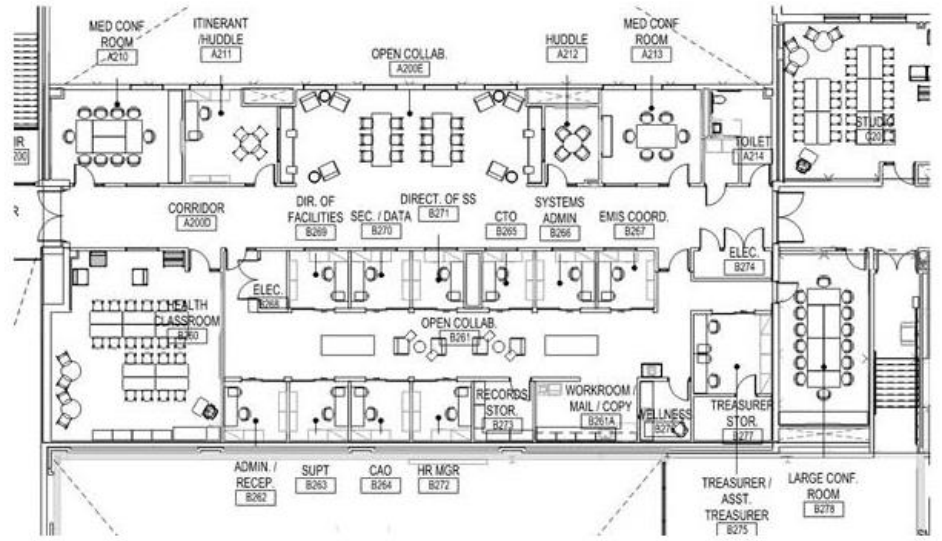 MED CONF
ROOM
A210
ITINERANT
/HUDDLE
A211
OPEN COLLAB.
A200E
HUDDLE
A212
MED CONF
ROOM
A213
STUDIO
C20
TOILET
A214
CORRIDOR
A200D
DIR. OF
FACILITIES
B269
SEC. / DATA
B270
DIRECT. OF SS
B271
CTO
B265
SYSTEMS
ADMIN
B266
EMIS COORD.
B267
ELEC.
B274
ELEC.
B268
HEALTH
CLASSROOM
B260
OPEN COLLAB.
B261
RECORDS
STOR.
B273
WORKROOM /
MAIL / COPY
B261A
WELLNESS
TREASURER
STOR.
B277
ADMIN. /
RECEP.
B262
SUPT
B263
CAO
B264
HR MGR
B272
TREASURER /
ASST.
TREASURER
B275
LARGE CONF.
ROOM
B278